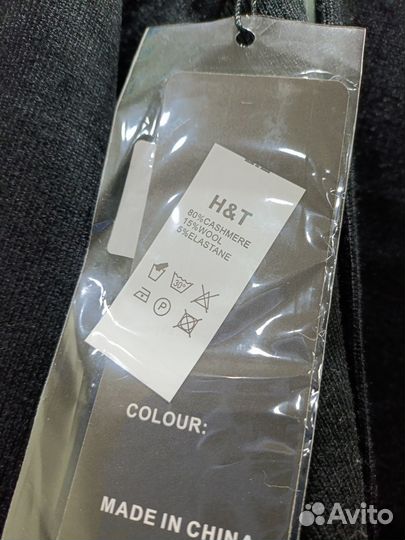 H&T
80%CASHMERE
15%WOOL
5%ELASTANE
30°
P
COLOUR:
MADE IN CHINA
Avito